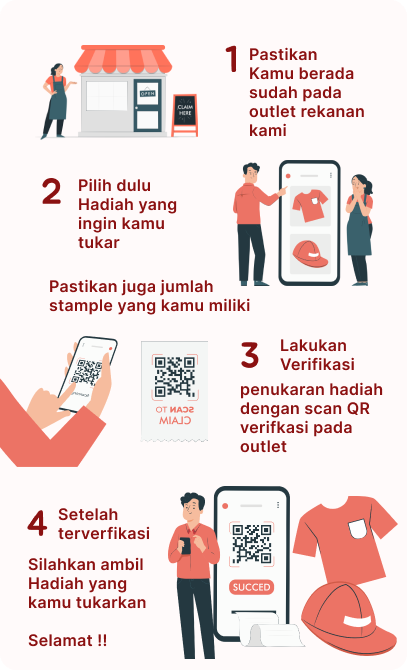 1
Pastikan
Kamu berada
sudah pada
outlet rekanan
kami
OPEN
CLAIM
HERE
2
Pilih dulu
Hadiah yang
ingin kamu
tukar
Pastikan juga jumlah
stample yang kamu miliki
3
Lakukan
Verifikasi
penukaran hadiah
dengan scan QR
verifkasi pada
outlet
SCAN TO
CLAIM
4
Setelah
terverfikasi
Silahkan ambil
Hadiah yang
kamu tukarkan
Selamat !!
SUCCED